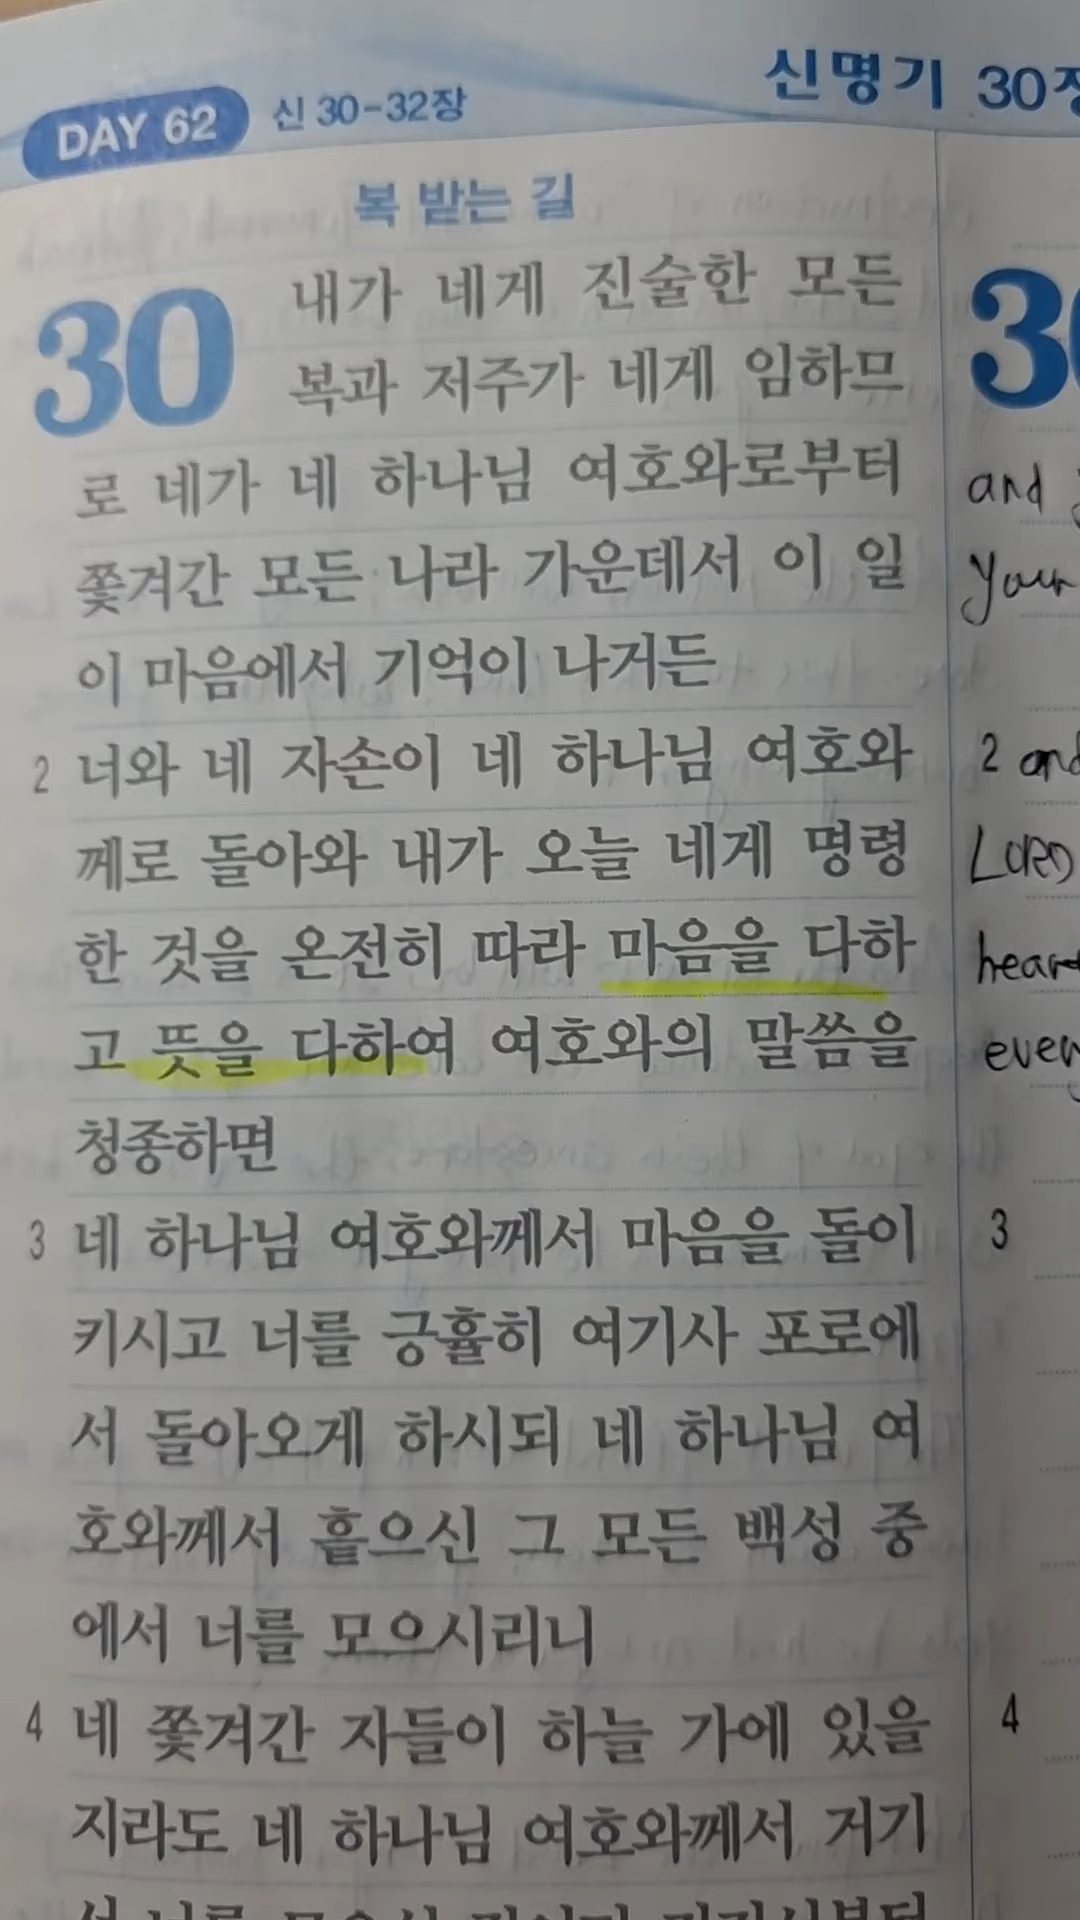 DAY 62 신 30-32장
신명기 30장
복 받는 길
30 내가 네게 진술한 모든
복과 저주가 네게 임하므
로 네가 네 하나님 여호와로부터
쫓겨간 모든 나라 가운데서 이 일
이 마음에서 기억이 나거든
2 너와 네 자손이 네 하나님 여호와
께로 돌아와 내가 오늘 네게 명령
한 것을 온전히 따라 마음을 다하
고 뜻을 다하여 여호와의 말씀을
청종하면
3 네 하나님 여호와께서 마음을 돌이
키시고 너를 긍휼히 여기사 포로에
서 돌아오게 하시되 네 하나님 여
호와께서 흩으신 그 모든 백성 중
에서 너를 모으시리니
4 네 쫓겨간 자들이 하늘 가에 있을
지라도 네 하나님 여호와께서 거기
and
your
2 and
LORD
heart
even
3
4